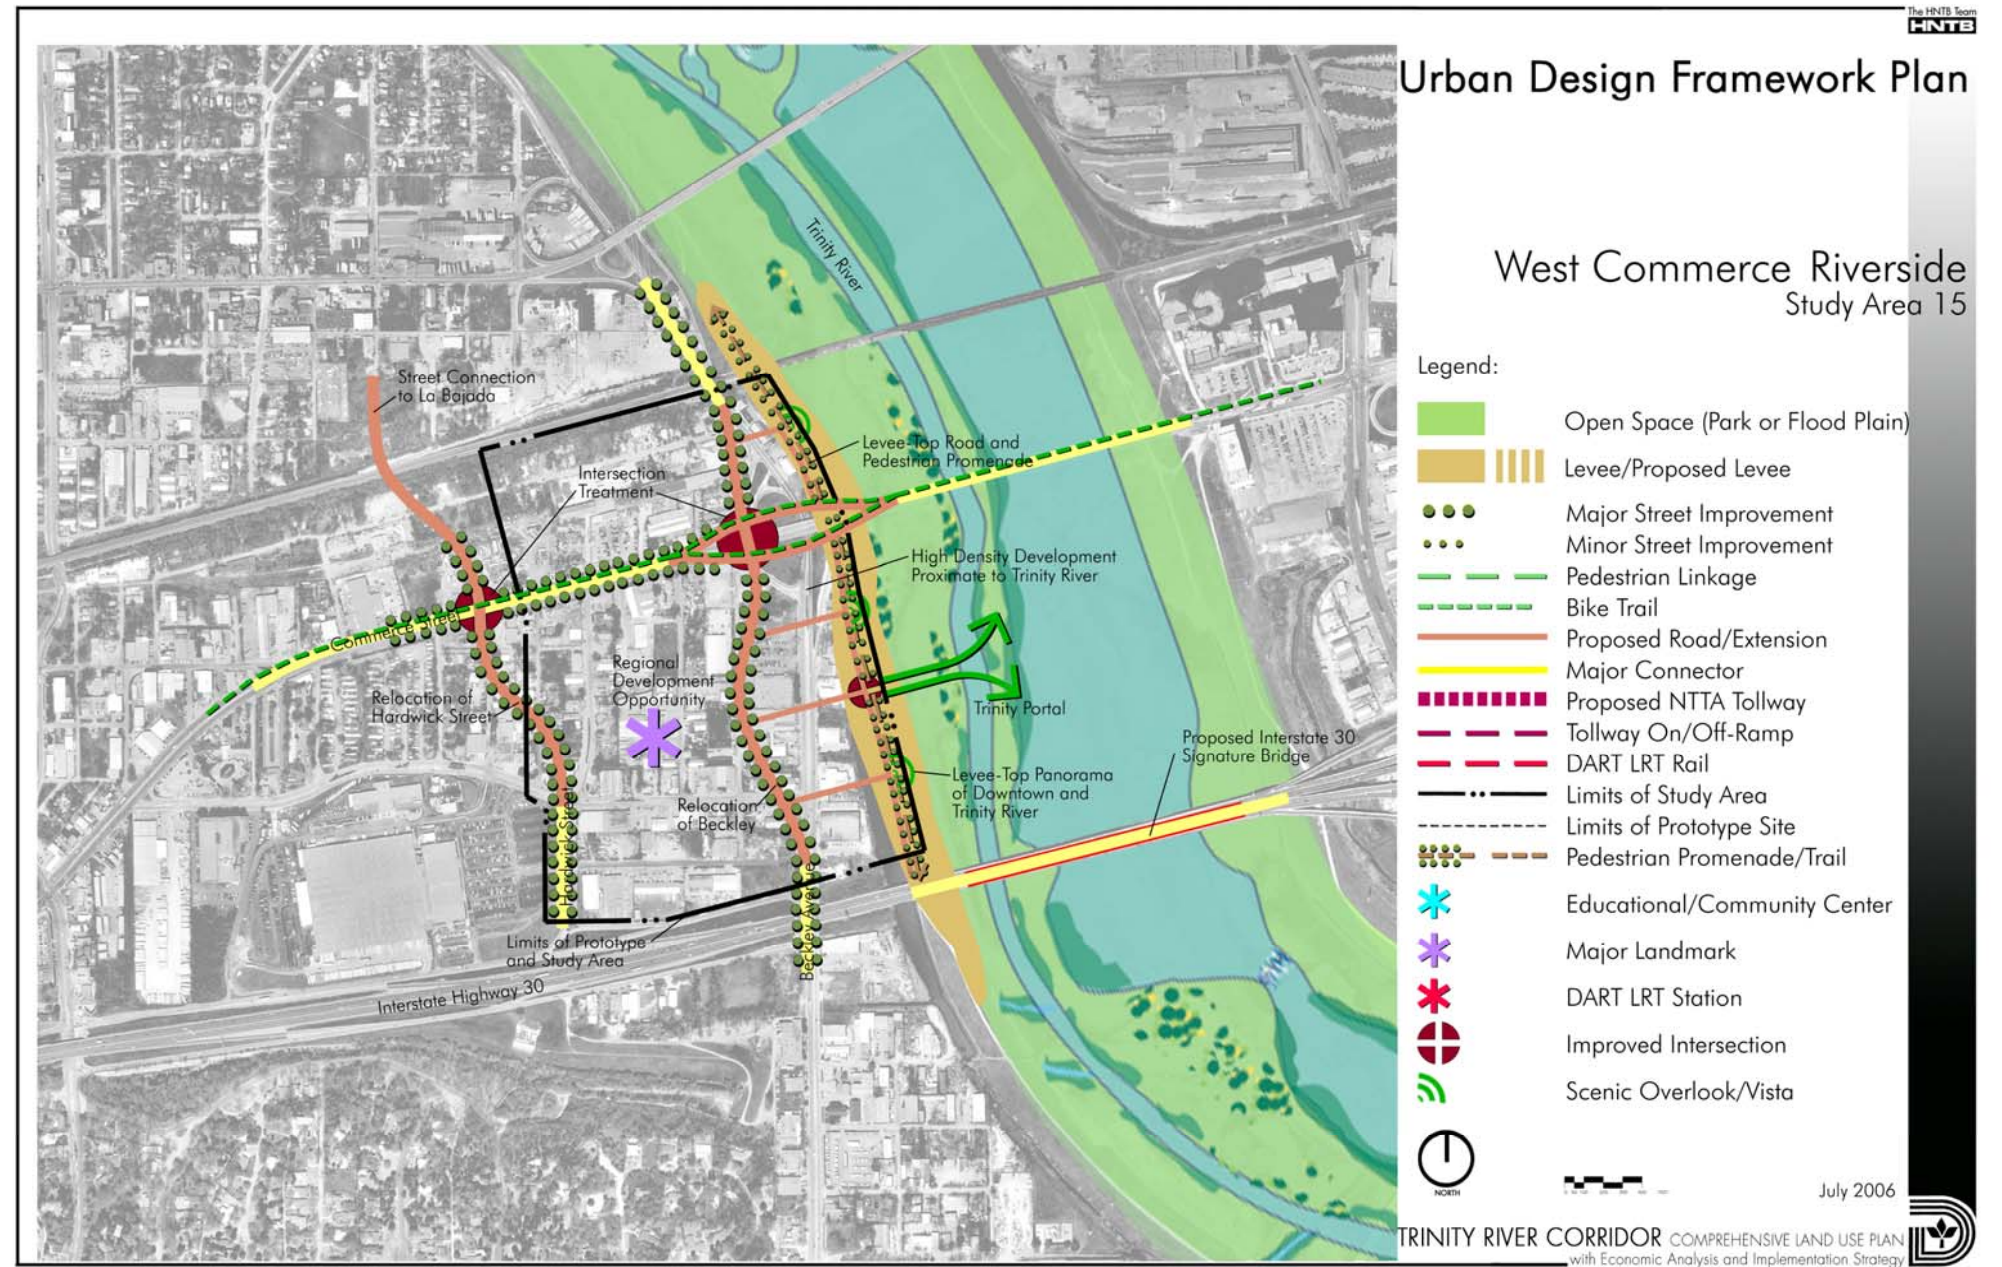 The HNTB Team
HNTB
Urban Design Framework Plan
West Commerce Riverside
Study Area 15
Legend:
Open Space (Park or Flood Plain)
Levee/Proposed Levee
Major Street Improvement
Minor Street Improvement
Pedestrian Linkage
Bike Trail
Proposed Road/Extension
Major Connector
Proposed NTTA Tollway
Tollway On/Off-Ramp
DART LRT Rail
Limits of Study Area
Limits of Prototype Site
Pedestrian Promenade/Trail
Educational/Community Center
Major Landmark
DART LRT Station
Improved Intersection
Scenic Overlook/Vista
NORTH
July 2006
TRINITY RIVER CORRIDOR COMPREHENSIVE LAND USE PLAN
with Economic Analysis and Implementation Strategy
Trinity River
Street Connection
to La Bajada
Levee-Top Road and
Pedestrian Promenade
Intersection
Treatment
High Density Development
Proximate to Trinity River
Commerce Street
Regional
Development
Opportunity
Relocation of
Hardwick Street
Trinity Portal
Proposed Interstate 30
Signature Bridge
Levee-Top Panorama
of Downtown and
Trinity River
Relocation
of Beckley
Hardwick Street
Beckley Avenue
Limits of Prototype
and Study Area
Interstate Highway 30